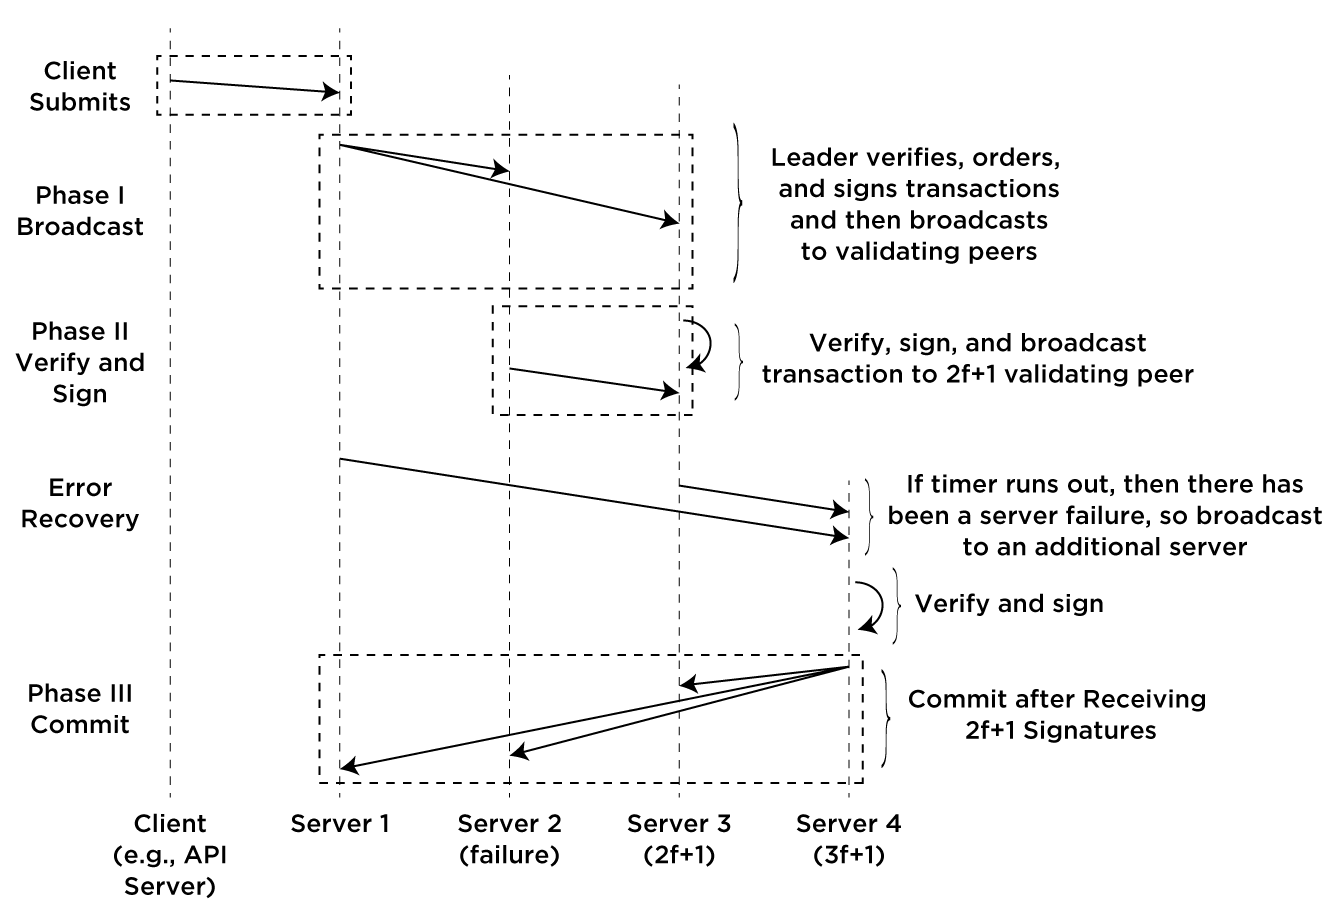 Client
Submits
Phase I
Broadcast
Leader verifies, orders,
and signs transactions
and then broadcasts
to validating peers
Phase II
Verify and
Sign
Verify, sign, and broadcast
transaction to 2f+1 validating peer
Error
Recovery
If timer runs out, then there has
been a server failure, so broadcast
to an additional server
Verify and sign
Phase III
Commit
Commit after Receiving
2f+1 Signatures
Client
(e.g., API
Server)
Server 1
Server 2
(failure)
Server 3
(2f+1)
Server 4
(3f+1)